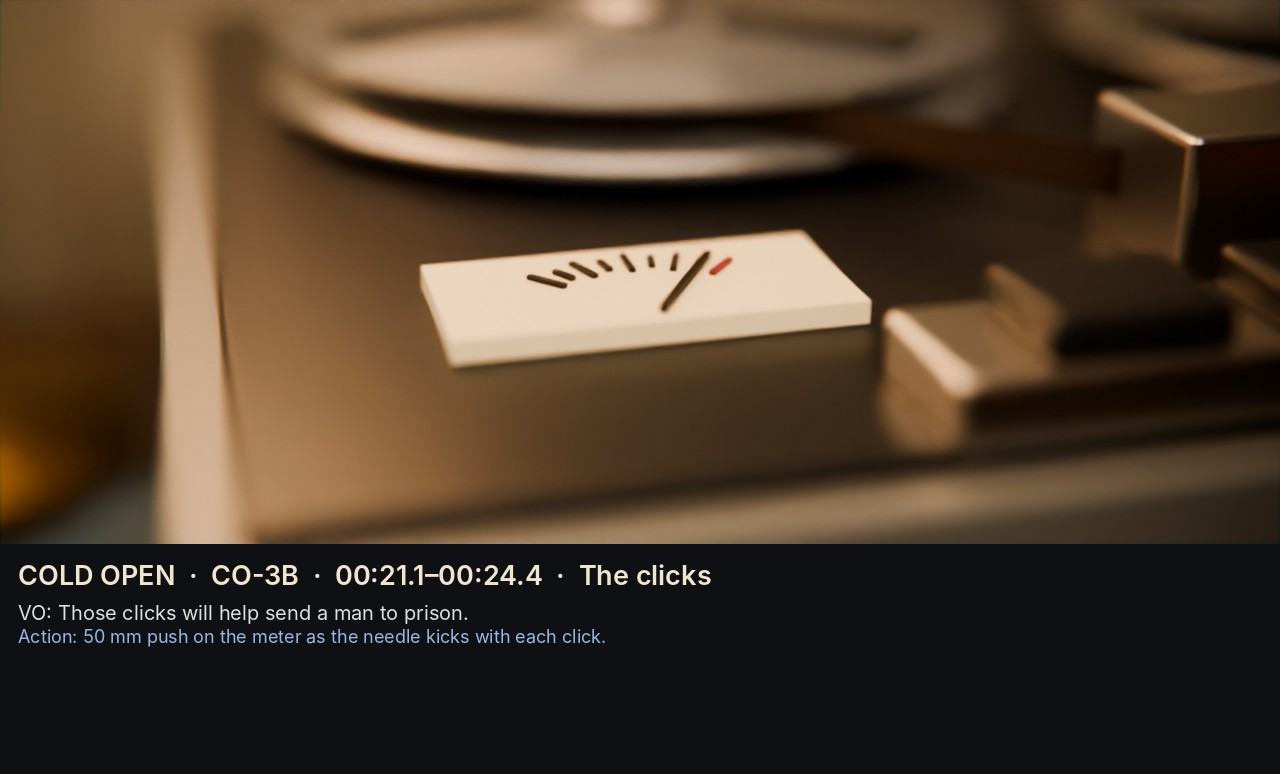 COLD OPEN · CO-3B · 00:21.1–00:24.4 · The clicks
VO: Those clicks will help send a man to prison.
Action: 50 mm push on the meter as the needle kicks with each click.